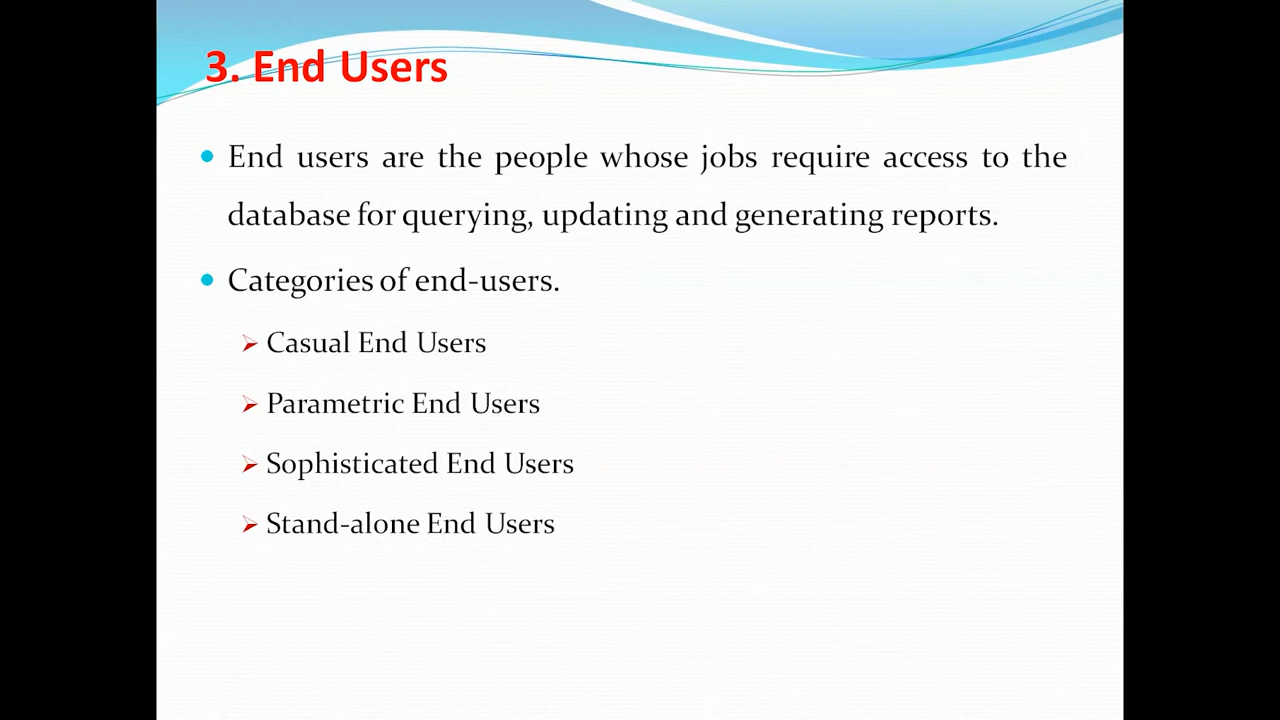 3. End Users
End users are the people whose jobs require access to the
database for querying, updating and generating reports.
Categories of end-users.
Casual End Users
Parametric End Users
Sophisticated End Users
Stand-alone End Users